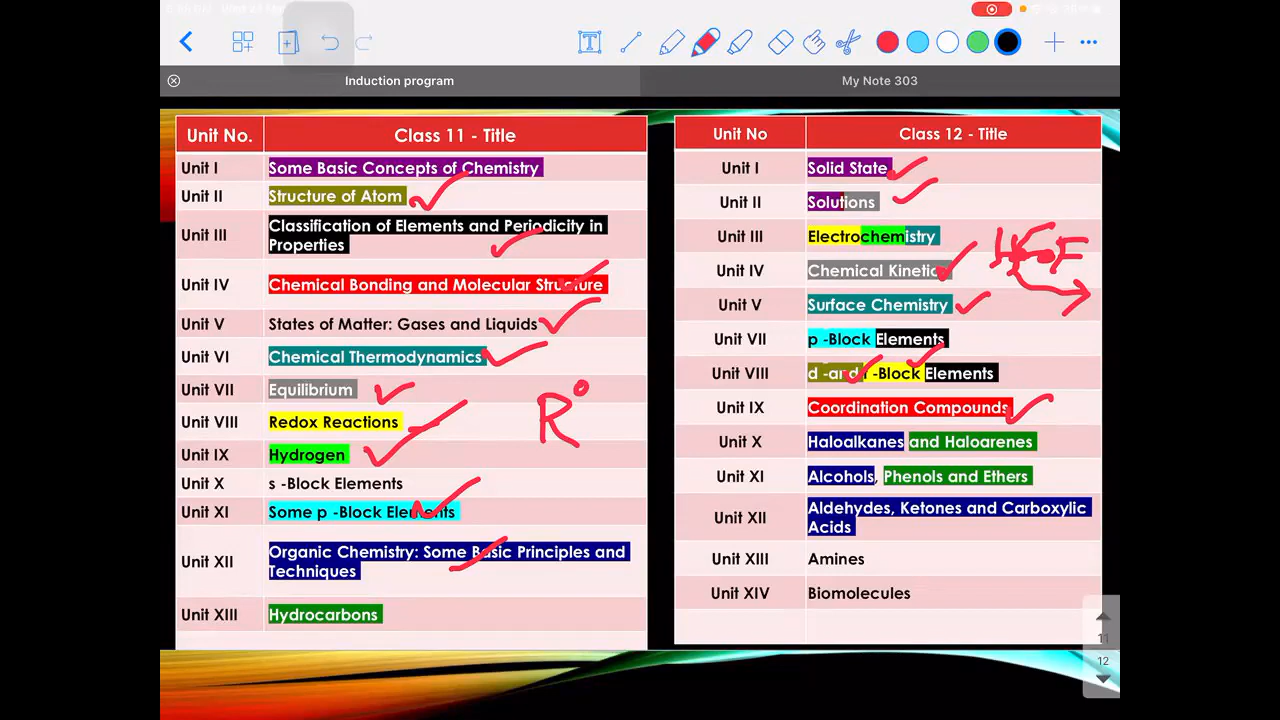 Induction program
My Note 303
Unit No.
Class 11 - Title
Unit I
Some Basic Concepts of Chemistry
Unit II
Structure of Atom
Unit III
Classification of Elements and Periodicity in
Properties
Unit IV
Chemical Bonding and Molecular Structure
Unit V
States of Matter: Gases and Liquids
Unit VI
Chemical Thermodynamics
Unit VII
Equilibrium
Unit VIII
Redox Reactions
Unit IX
Hydrogen
Unit X
s -Block Elements
Unit XI
Some p -Block Elements
Unit XII
Organic Chemistry: Some Basic Principles and
Techniques
Unit XIII
Hydrocarbons
R°
Unit No
Class 12 - Title
Unit I
Solid State
Unit II
Solutions
Unit III
Electrochemistry
Unit IV
Chemical Kinetics
Unit V
Surface Chemistry
Unit VII
p -Block Elements
Unit VIII
d -and f -Block Elements
Unit IX
Coordination Compounds
Unit X
Haloalkanes and Haloarenes
Unit XI
Alcohols, Phenols and Ethers
Unit XII
Aldehydes, Ketones and Carboxylic
Acids
Unit XIII
Amines
Unit XIV
Biomolecules
11
12